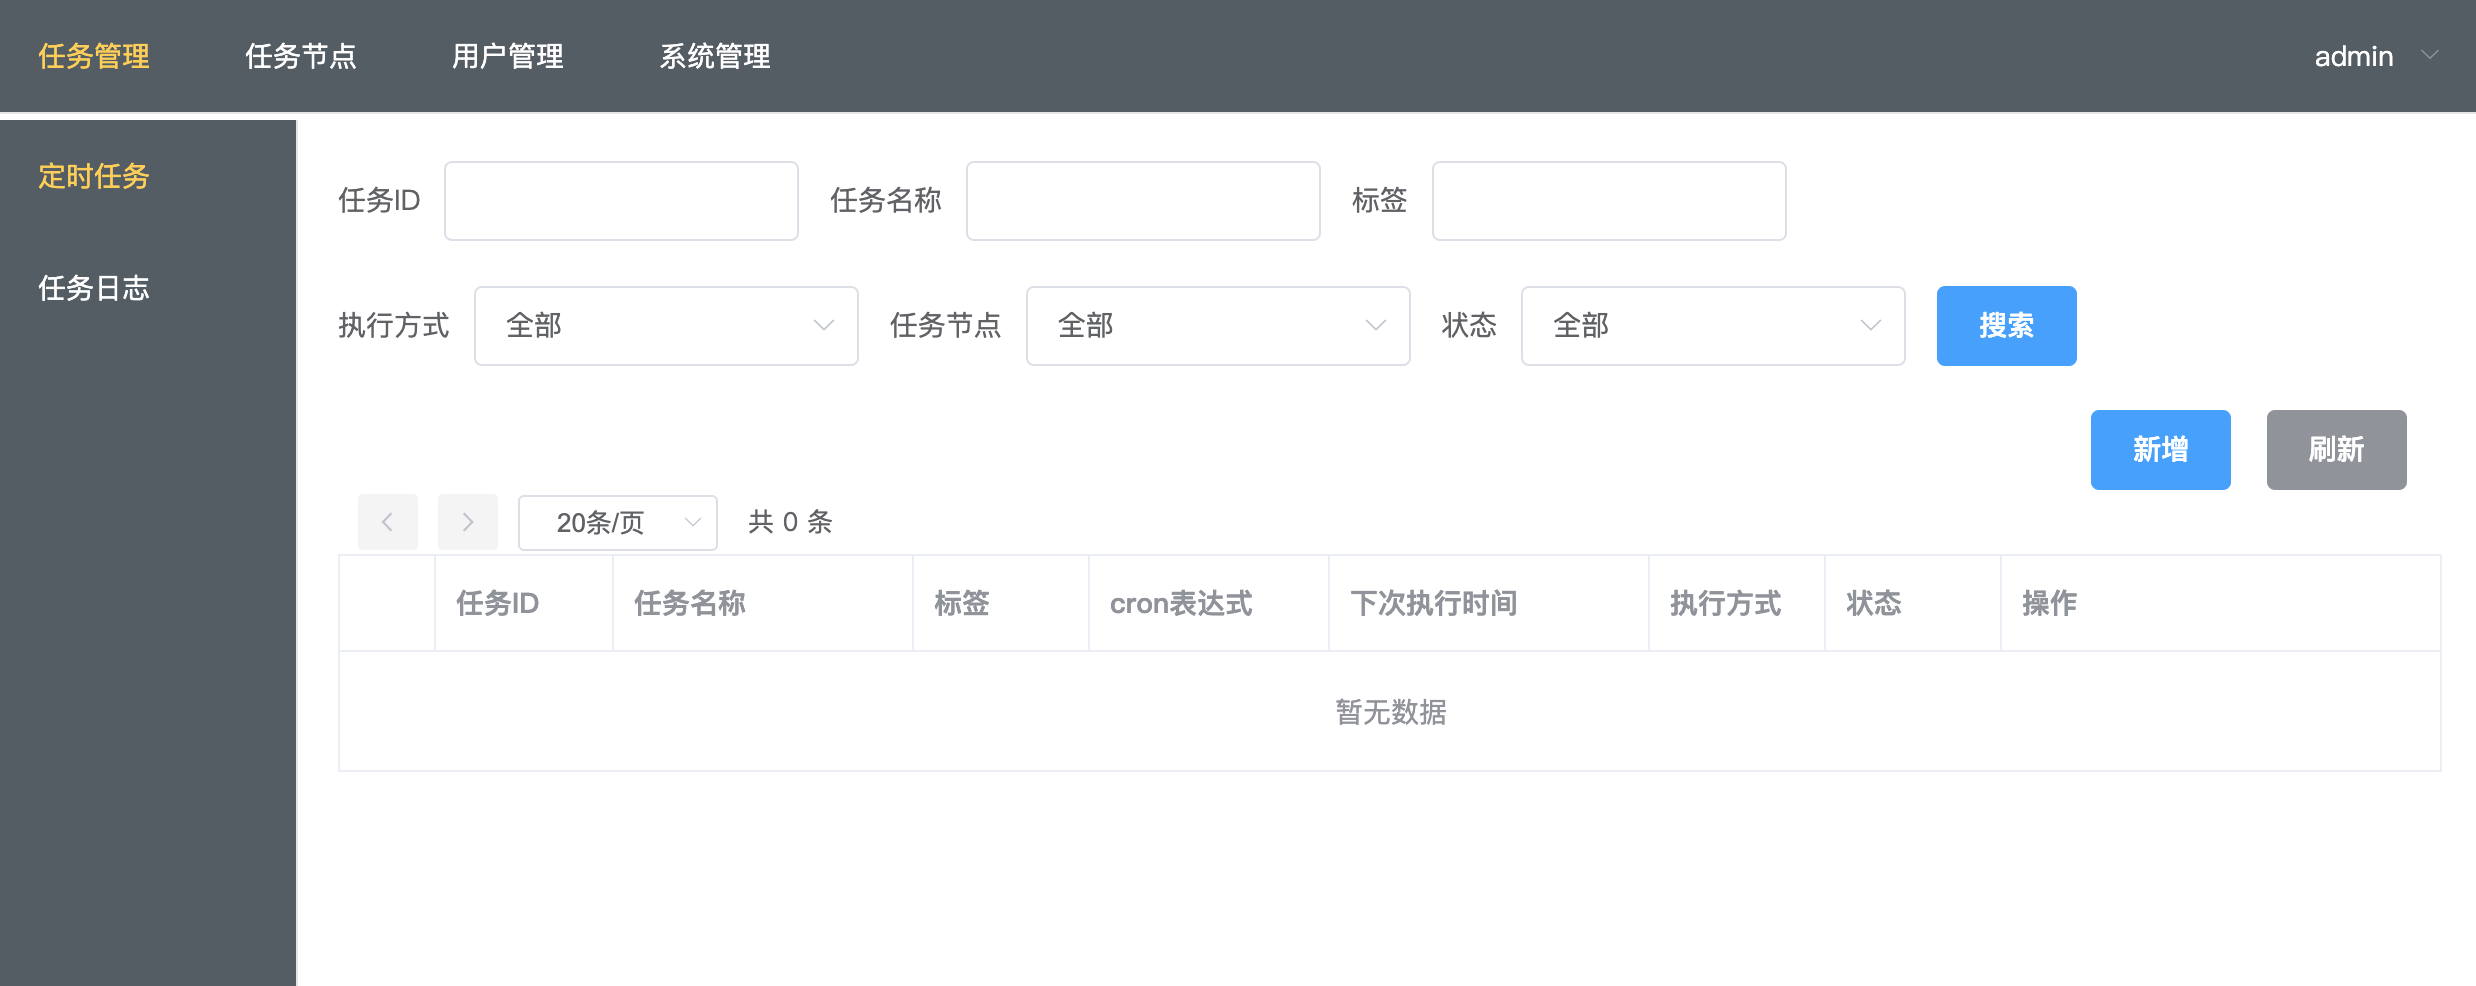 任务管理 任务节点 用户管理 系统管理 admin
定时任务
任务日志
任务ID 任务名称 标签
执行方式 全部 任务节点 全部 状态 全部 搜索
新增 刷新
20条/页 共 0 条
任务ID 任务名称 标签 cron表达式 下次执行时间 执行方式 状态 操作
暂无数据